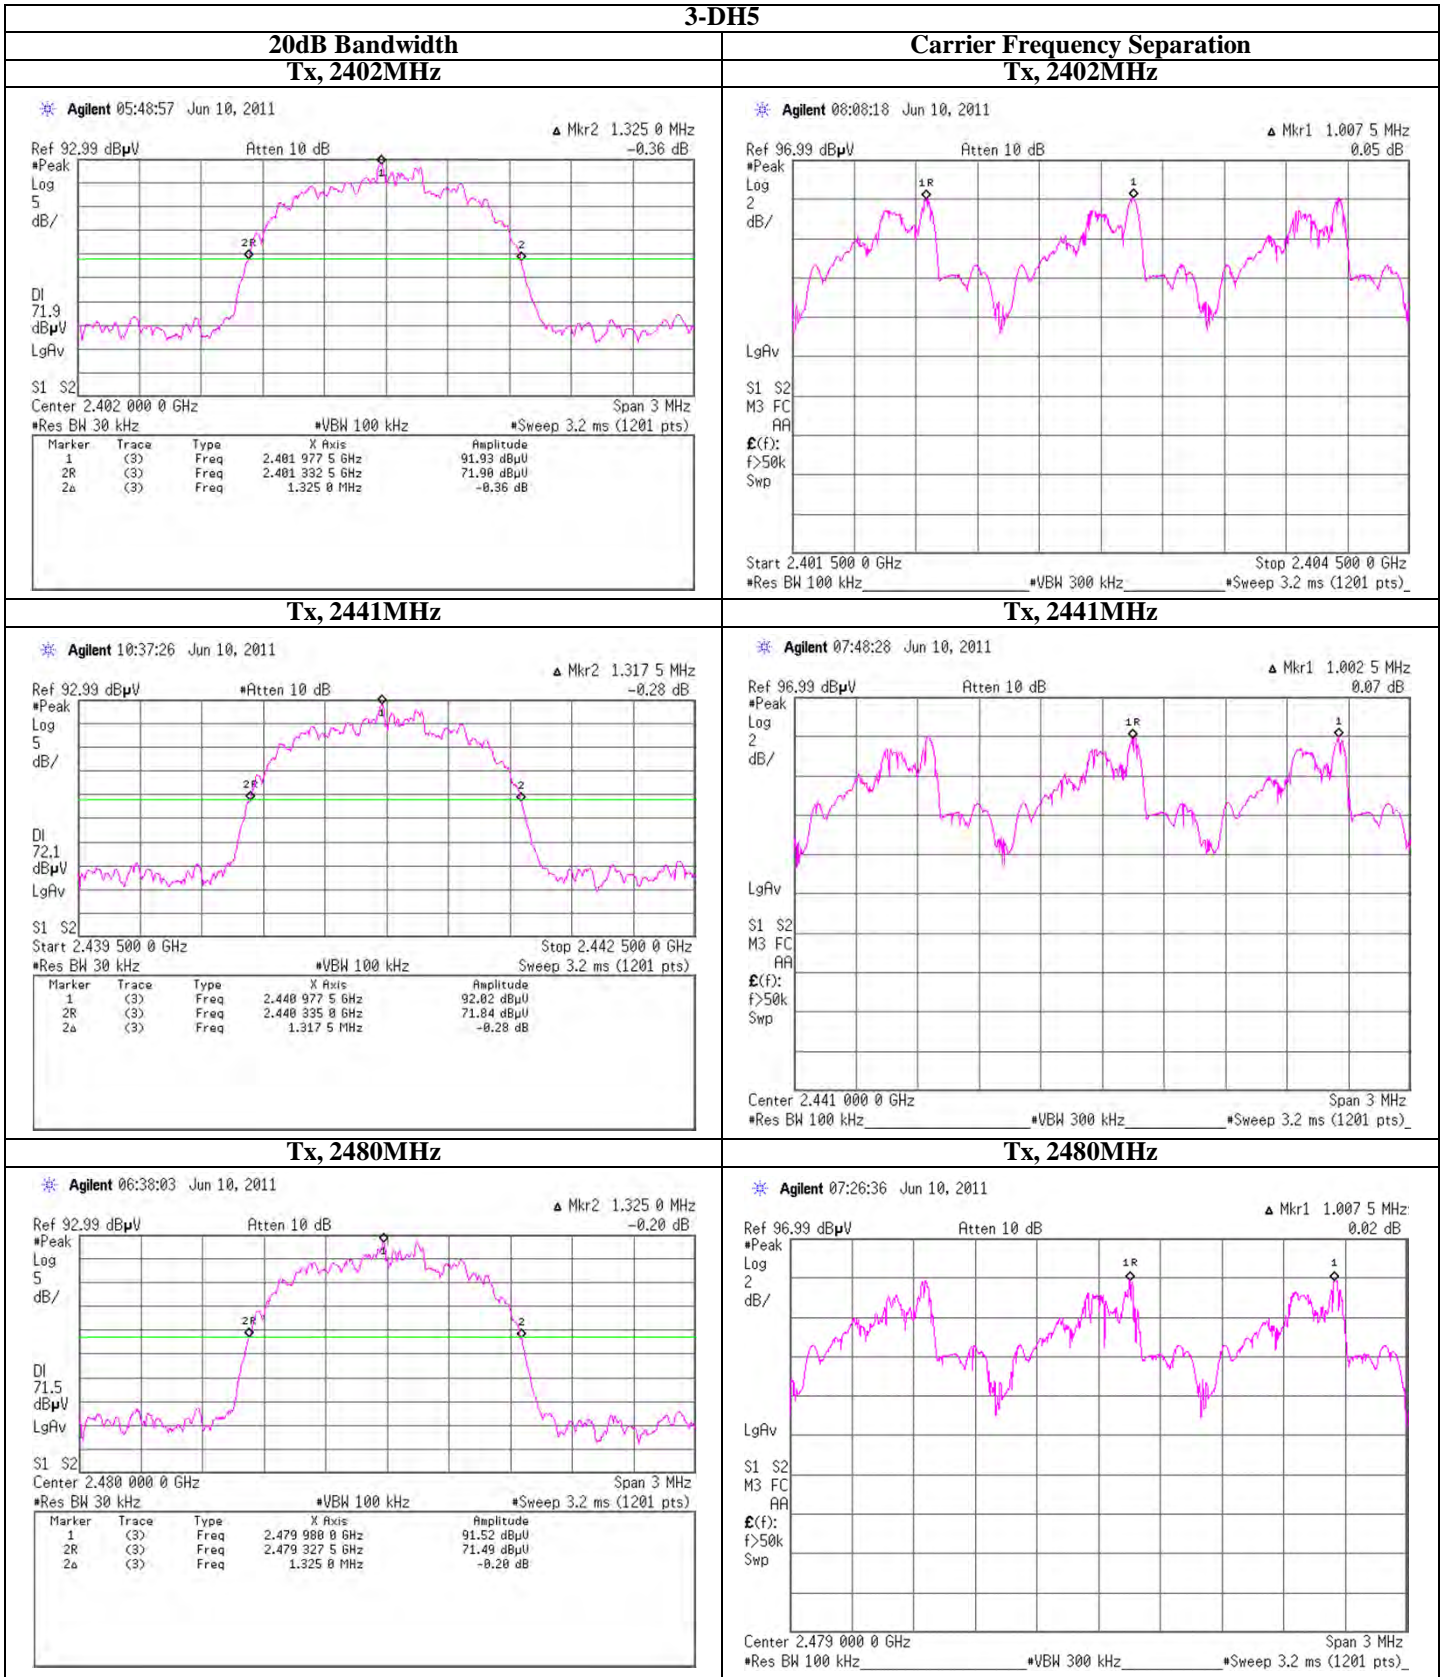 3-DH5
20dB Bandwidth
Carrier Frequency Separation
Tx, 2402MHz
Tx, 2402MHz
Agilent 05:48:57 Jun 10, 2011
Δ Mkr2 1.325 0 MHz
Ref 92.99 dBµV Atten 10 dB -0.36 dB
#Peak
Log
5
dB/
1
2R
2
DI
71.9
dBµV
LgAv
S1 S2
Center 2.402 000 0 GHz Span 3 MHz
#Res BW 30 kHz #VBW 100 kHz #Sweep 3.2 ms (1201 pts)
Marker Trace Type X Axis Amplitude
1 (3) Freq 2.401 977 5 GHz 91.93 dBµV
2R (3) Freq 2.401 332 5 GHz 71.90 dBµV
2Δ (3) Freq 1.325 0 MHz -0.36 dB
Agilent 08:08:18 Jun 10, 2011
Δ Mkr1 1.007 5 MHz
Ref 96.99 dBµV Atten 10 dB 0.05 dB
#Peak
Log
2
dB/
1R
1
LgAv
S1 S2
M3 FC
AA
£(f):
f>50k
Swp
Start 2.401 500 0 GHz Stop 2.404 500 0 GHz
#Res BW 100 kHz #VBW 300 kHz #Sweep 3.2 ms (1201 pts)
Tx, 2441MHz
Tx, 2441MHz
Agilent 10:37:26 Jun 10, 2011
Δ Mkr2 1.317 5 MHz
Ref 92.99 dBµV #Atten 10 dB -0.28 dB
#Peak
Log
5
dB/
1
2R
2
DI
72.1
dBµV
LgAv
S1 S2
Start 2.439 500 0 GHz Stop 2.442 500 0 GHz
#Res BW 30 kHz #VBW 100 kHz Sweep 3.2 ms (1201 pts)
Marker Trace Type X Axis Amplitude
1 (3) Freq 2.440 977 5 GHz 92.02 dBµV
2R (3) Freq 2.440 335 0 GHz 71.84 dBµV
2Δ (3) Freq 1.317 5 MHz -0.28 dB
Agilent 07:48:28 Jun 10, 2011
Δ Mkr1 1.002 5 MHz
Ref 96.99 dBµV Atten 10 dB 0.07 dB
#Peak
Log
2
dB/
1R
1
LgAv
S1 S2
M3 FC
AA
£(f):
f>50k
Swp
Center 2.441 000 0 GHz Span 3 MHz
#Res BW 100 kHz #VBW 300 kHz #Sweep 3.2 ms (1201 pts)
Tx, 2480MHz
Tx, 2480MHz
Agilent 06:38:03 Jun 10, 2011
Δ Mkr2 1.325 0 MHz
Ref 92.99 dBµV Atten 10 dB -0.20 dB
#Peak
Log
5
dB/
1
2R
2
DI
71.5
dBµV
LgAv
S1 S2
Center 2.480 000 0 GHz Span 3 MHz
#Res BW 30 kHz #VBW 100 kHz #Sweep 3.2 ms (1201 pts)
Marker Trace Type X Axis Amplitude
1 (3) Freq 2.479 980 0 GHz 91.52 dBµV
2R (3) Freq 2.479 327 5 GHz 71.49 dBµV
2Δ (3) Freq 1.325 0 MHz -0.20 dB
Agilent 07:26:36 Jun 10, 2011
Δ Mkr1 1.007 5 MHz
Ref 96.99 dBµV Atten 10 dB 0.02 dB
#Peak
Log
2
dB/
1R
1
LgAv
S1 S2
M3 FC
AA
£(f):
f>50k
Swp
Center 2.479 000 0 GHz Span 3 MHz
#Res BW 100 kHz #VBW 300 kHz #Sweep 3.2 ms (1201 pts)